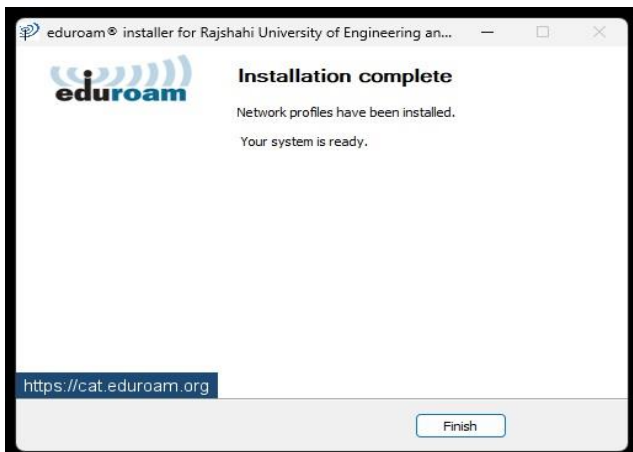 eduroam® installer for Rajshahi University of Engineering an...
eduroam
Installation complete
Network profiles have been installed.
Your system is ready.
https://cat.eduroam.org
Finish